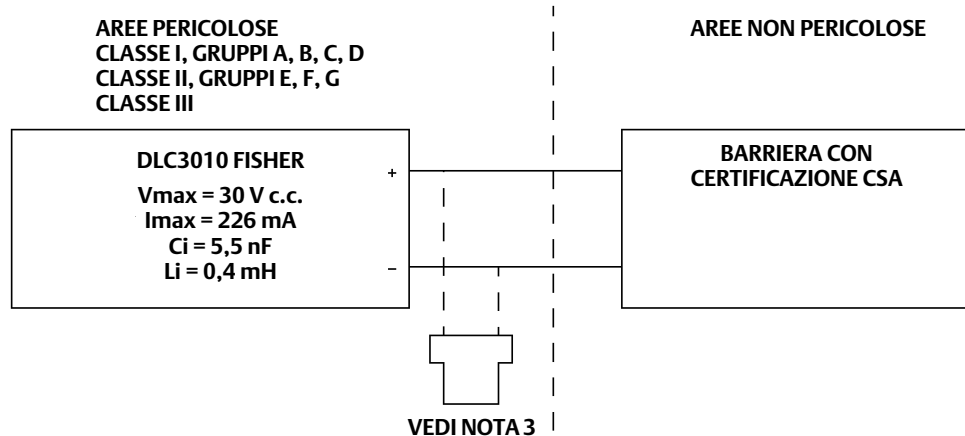 AREE PERICOLOSE
CLASSE I, GRUPPI A, B, C, D
CLASSE II, GRUPPI E, F, G
CLASSE III
AREE NON PERICOLOSE
DLC3010 FISHER
Vmax = 30 V c.c.
Imax = 226 mA
Ci = 5,5 nF
Li = 0,4 mH
+
−
BARRIERA CON
CERTIFICAZIONE CSA
VEDI NOTA 3